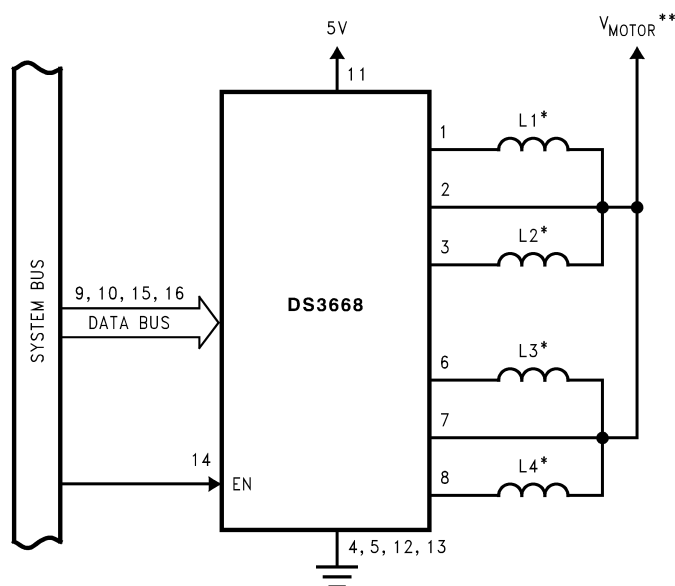 5V
V_MOTOR**
11
1
L1*
2
3
L2*
SYSTEM BUS
9, 10, 15, 16
DATA BUS
DS3668
6
L3*
7
14
EN
8
L4*
4, 5, 12, 13